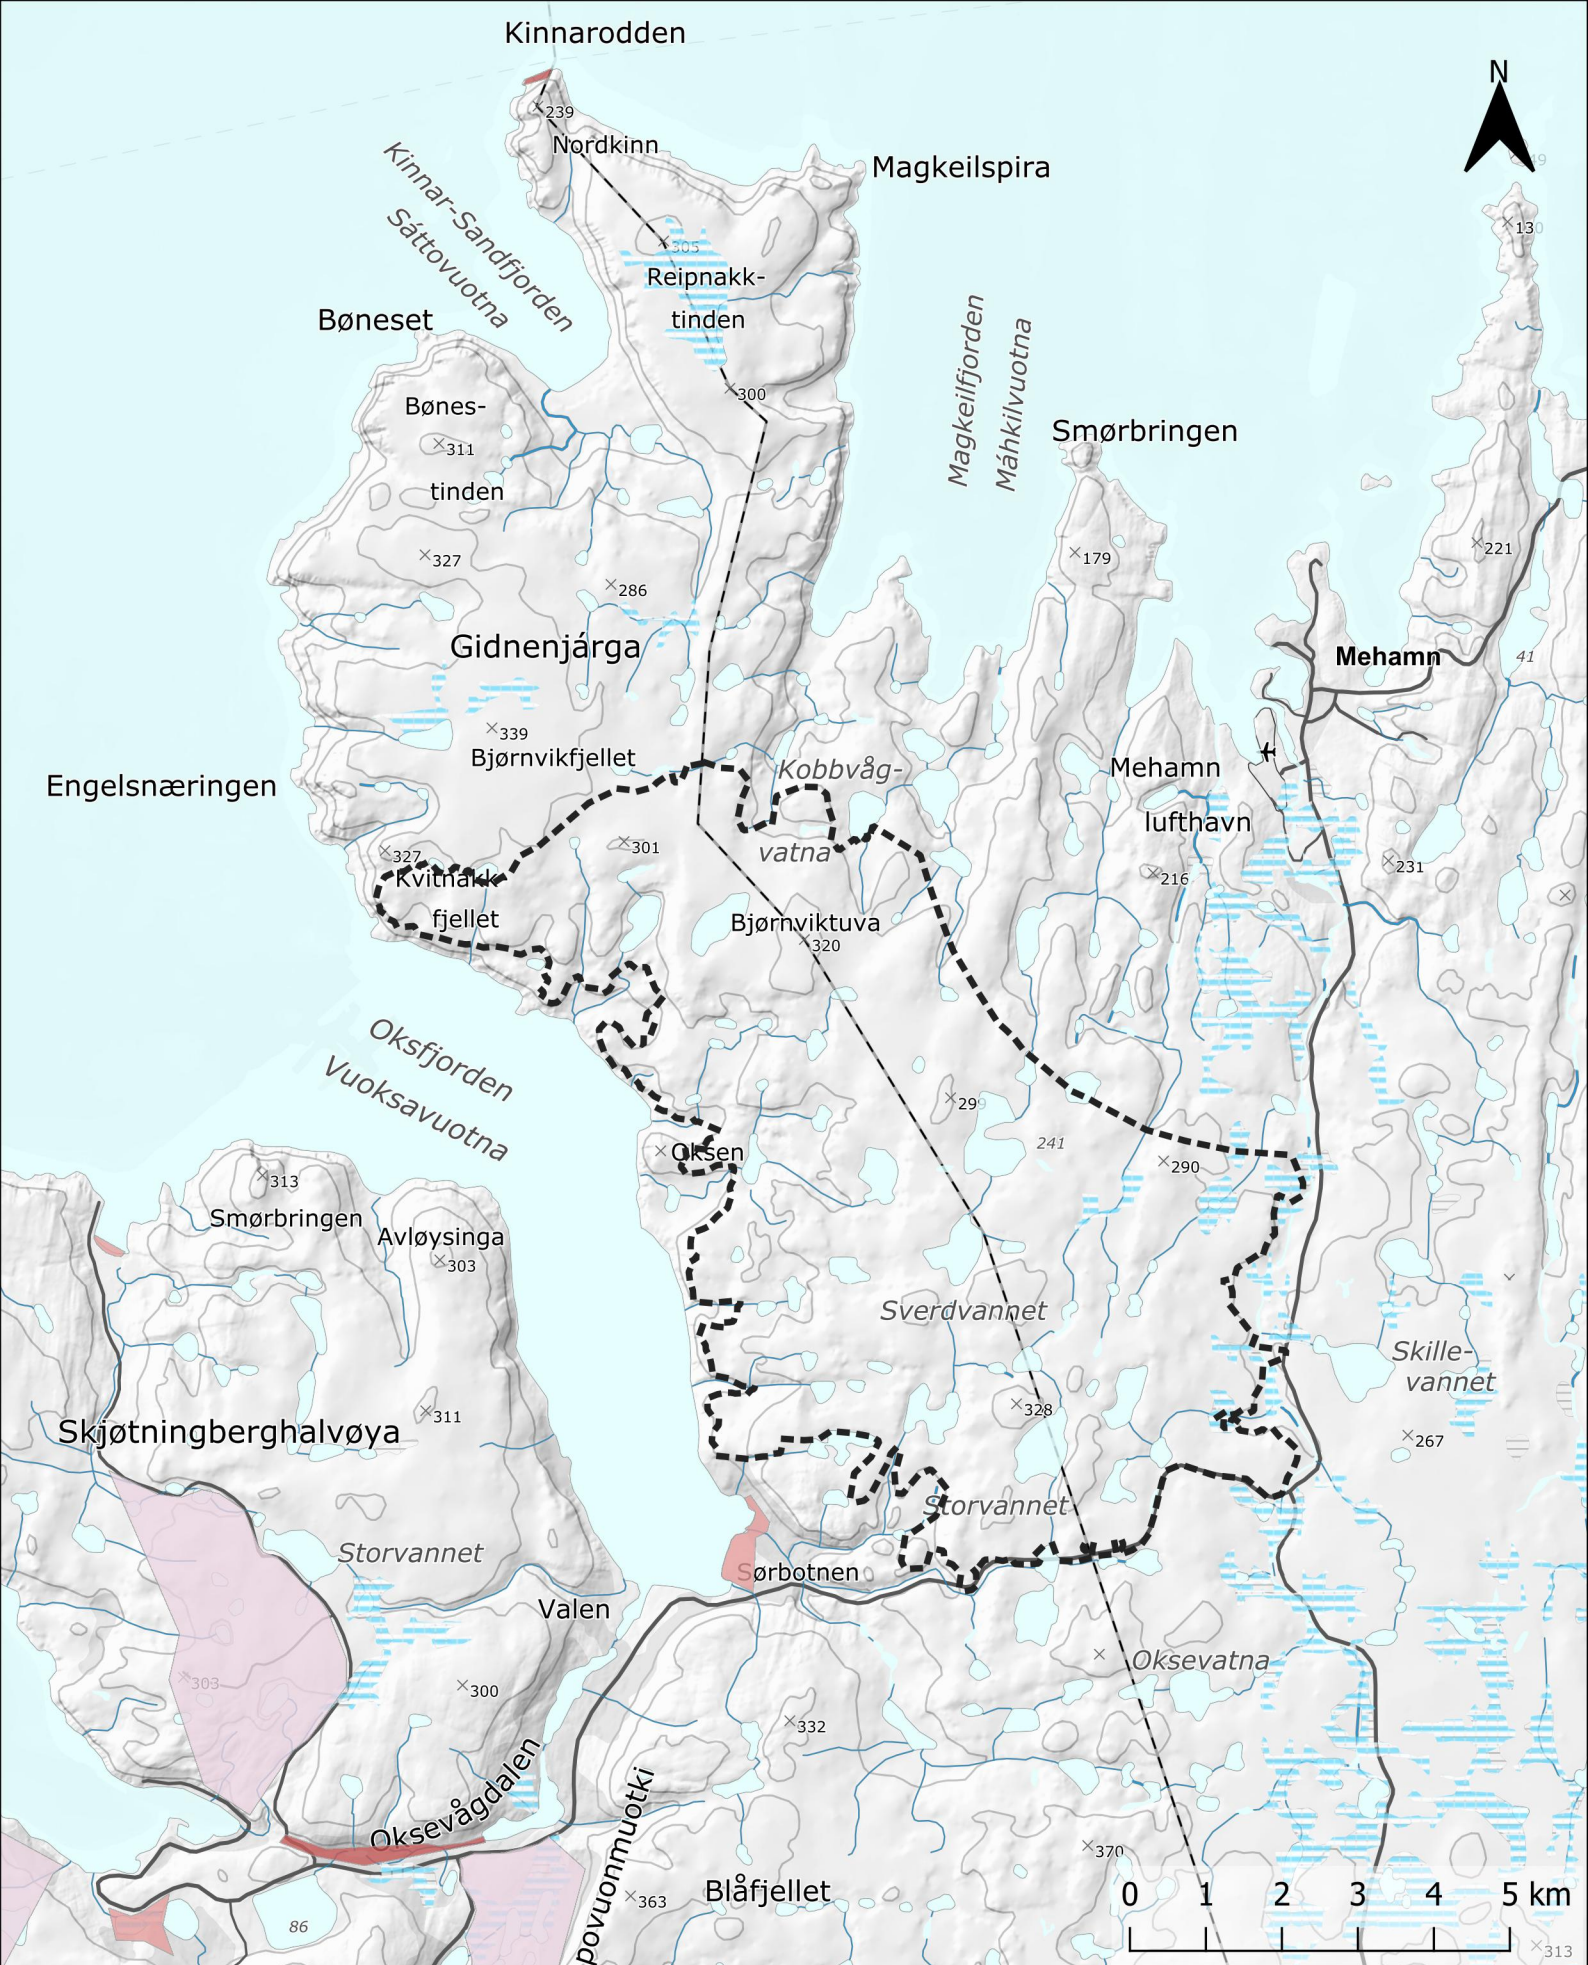 Kinnarodden
N
239
Nordkinn
Magkeilspira
Kinnar-Sandfjorden
Sáttovuotna
130
305
Reipnakk-
tinden
Bøneset
Magkeilfjorden
Máhkilvuotna
300
Bønes-
311
tinden
Smørbringen
327
179
221
286
Gidnenjárga
Mehamn
41
339
Bjørnvikfjellet
Engelsnæringen
Kobbvåg-
vatna
Mehamn
lufthavn
301
327
Kvitnakk
fjellet
231
216
Bjørnviktuva
320
Oksfjorden
Vuoksavuotna
299
241
Oksen
290
313
Smørbringen
Avløysinga
303
Sverdvannet
Skille-
vannet
328
311
Skjøtningberghalvøya
267
Storvannet
Storvannet
Sørbotnen
Valen
Oksevatna
303
300
332
Oksevågdalen
povuonmuotki
370
363
Blåfjellet
86
0 1 2 3 4 5 km
313